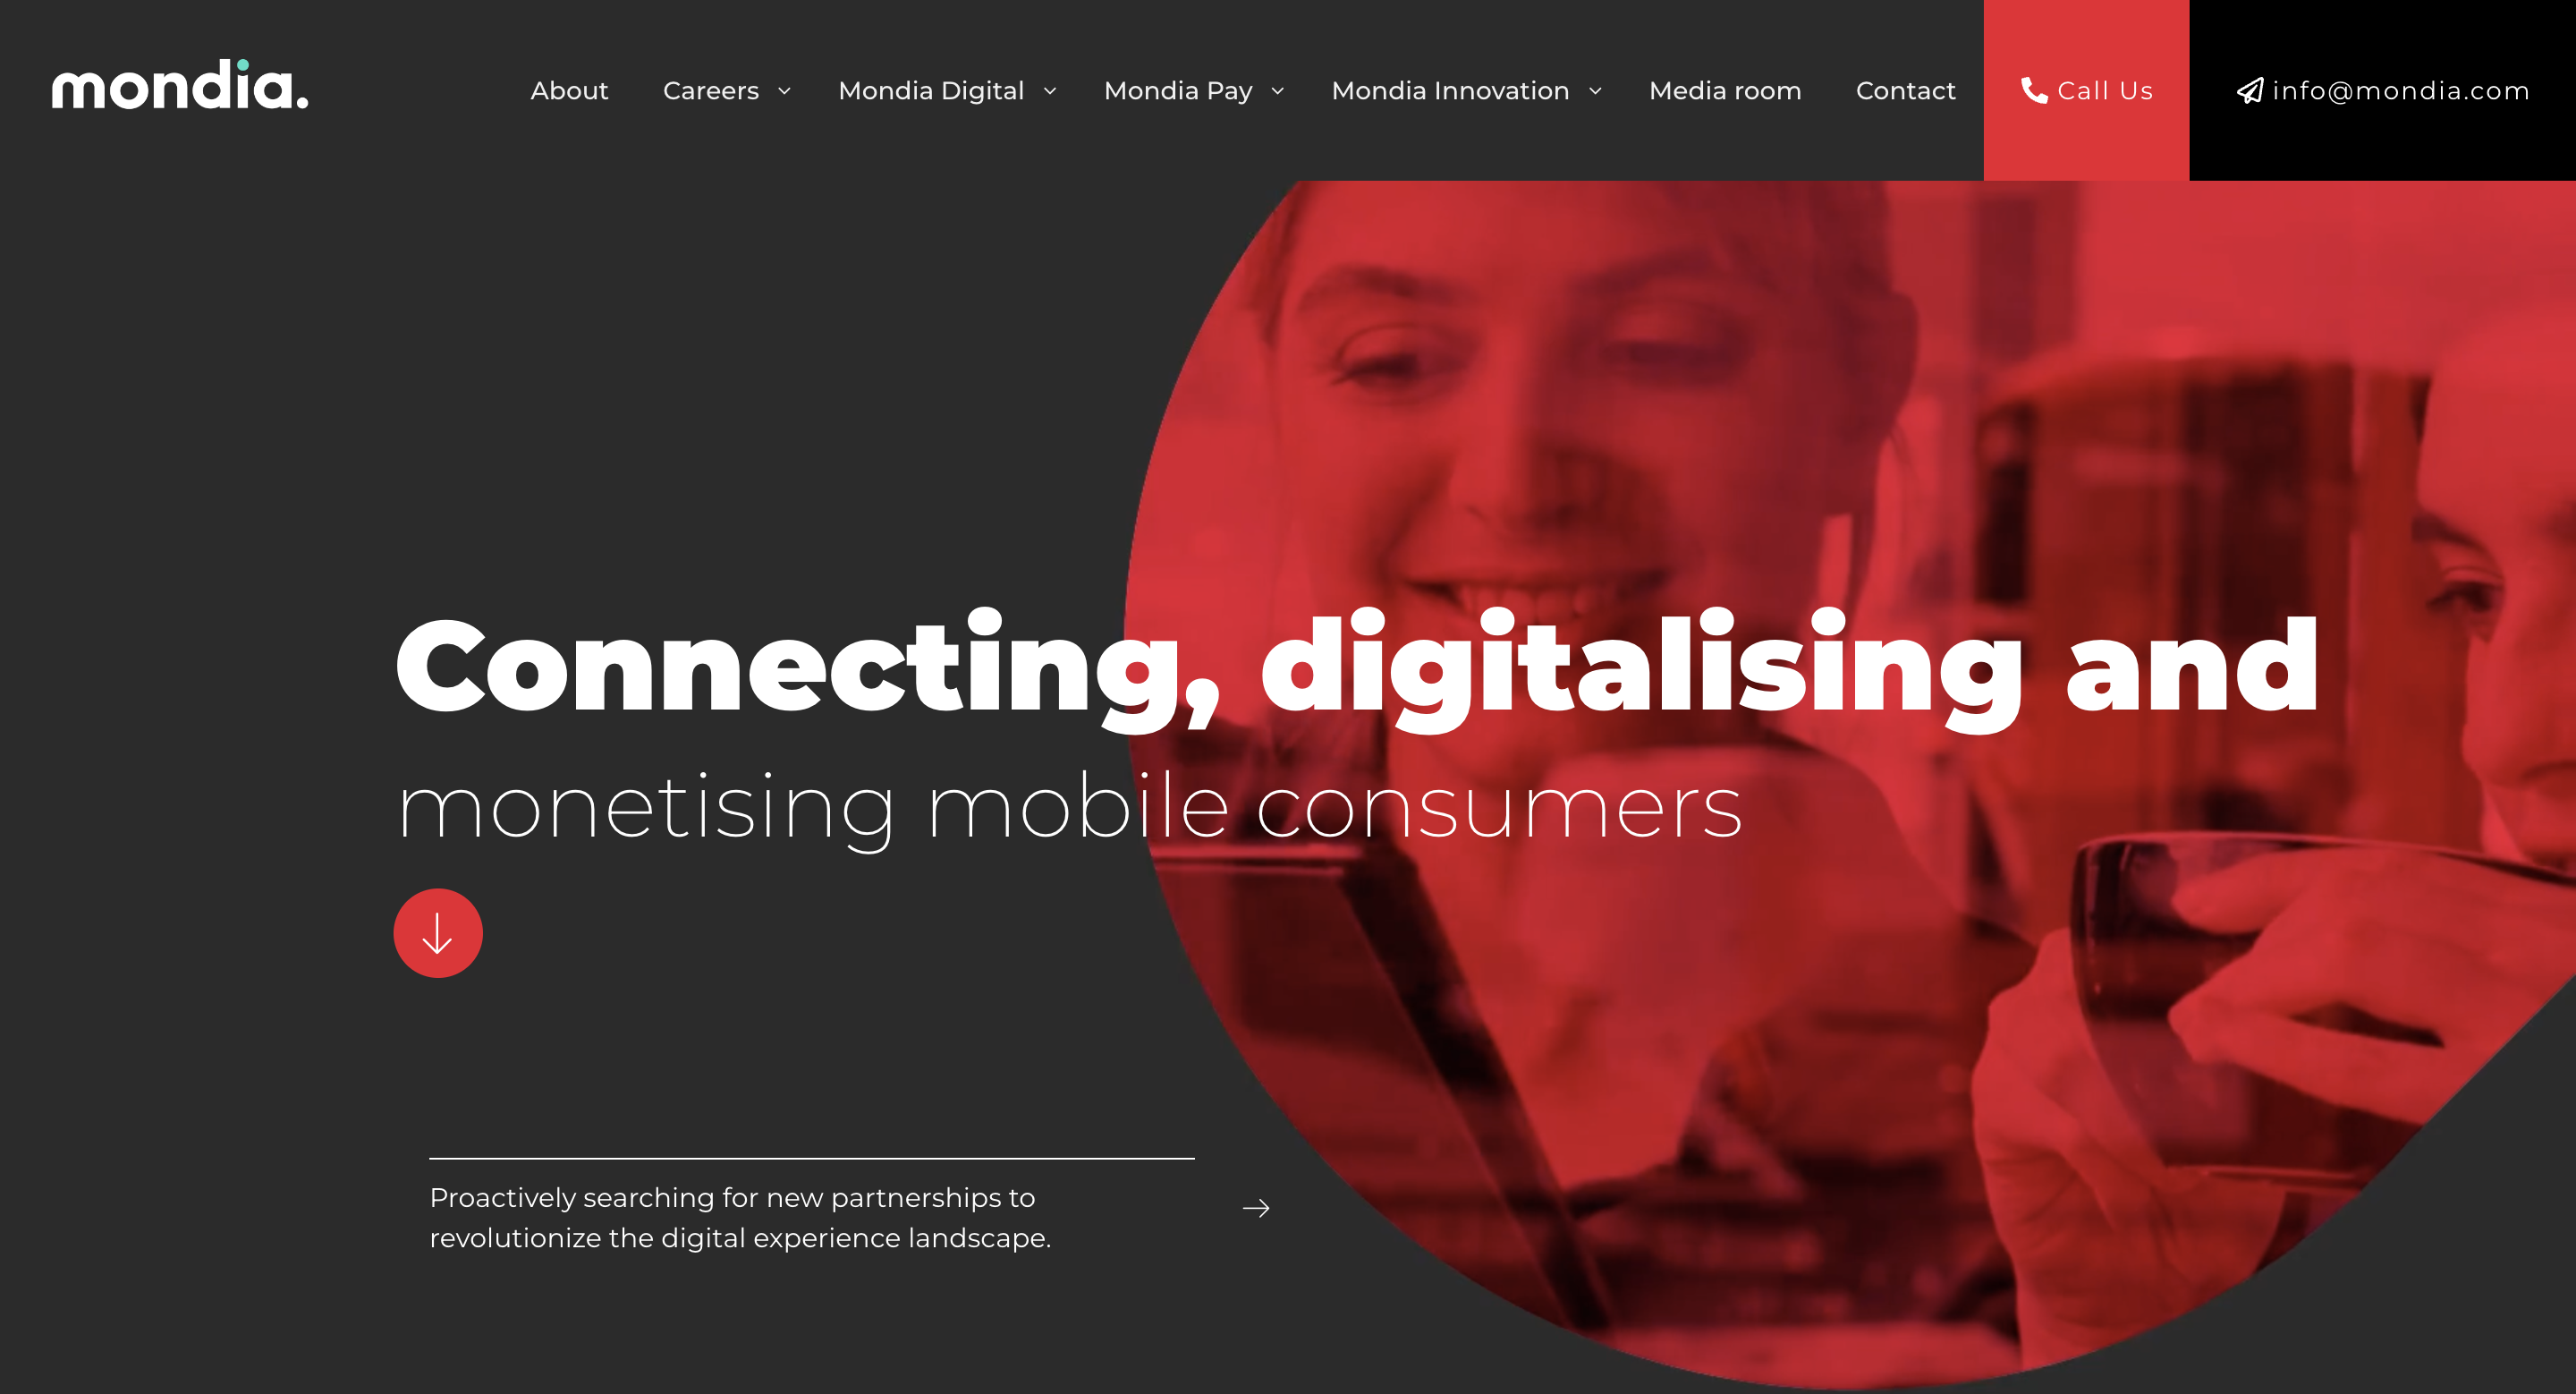 mondia.
About Careers Mondia Digital Mondia Pay Mondia Innovation Media room Contact Call Us info@mondia.com
Connecting, digitalising and
monetising mobile consumers
Proactively searching for new partnerships to
revolutionize the digital experience landscape.